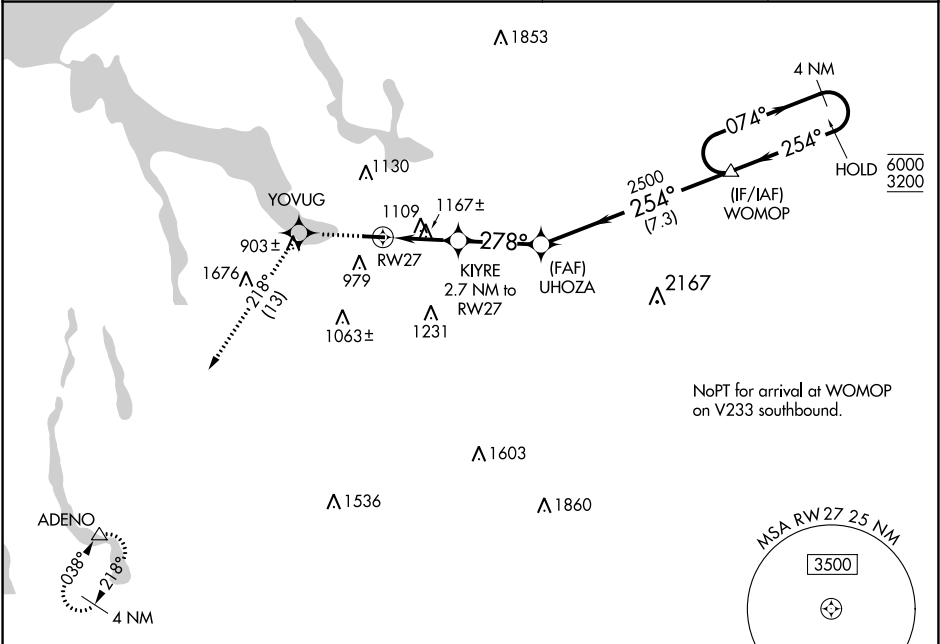 1853
4 NM
074°
254°
HOLD
6000
3200
(IF/IAF)
WOMOP
2500
254°
(7.3)
1130
YOVUG
1109
1167±
903±
RW27
278°
979
KIYRE
2.7 NM to
RW27
(FAF)
UHOZA
1676
218°
(13)
2167
1063±
1231
NoPT for arrival at WOMOP
on V233 southbound.
1603
1536
1860
ADENO
038°
218°
4 NM
MSA RW27 25 NM
3500